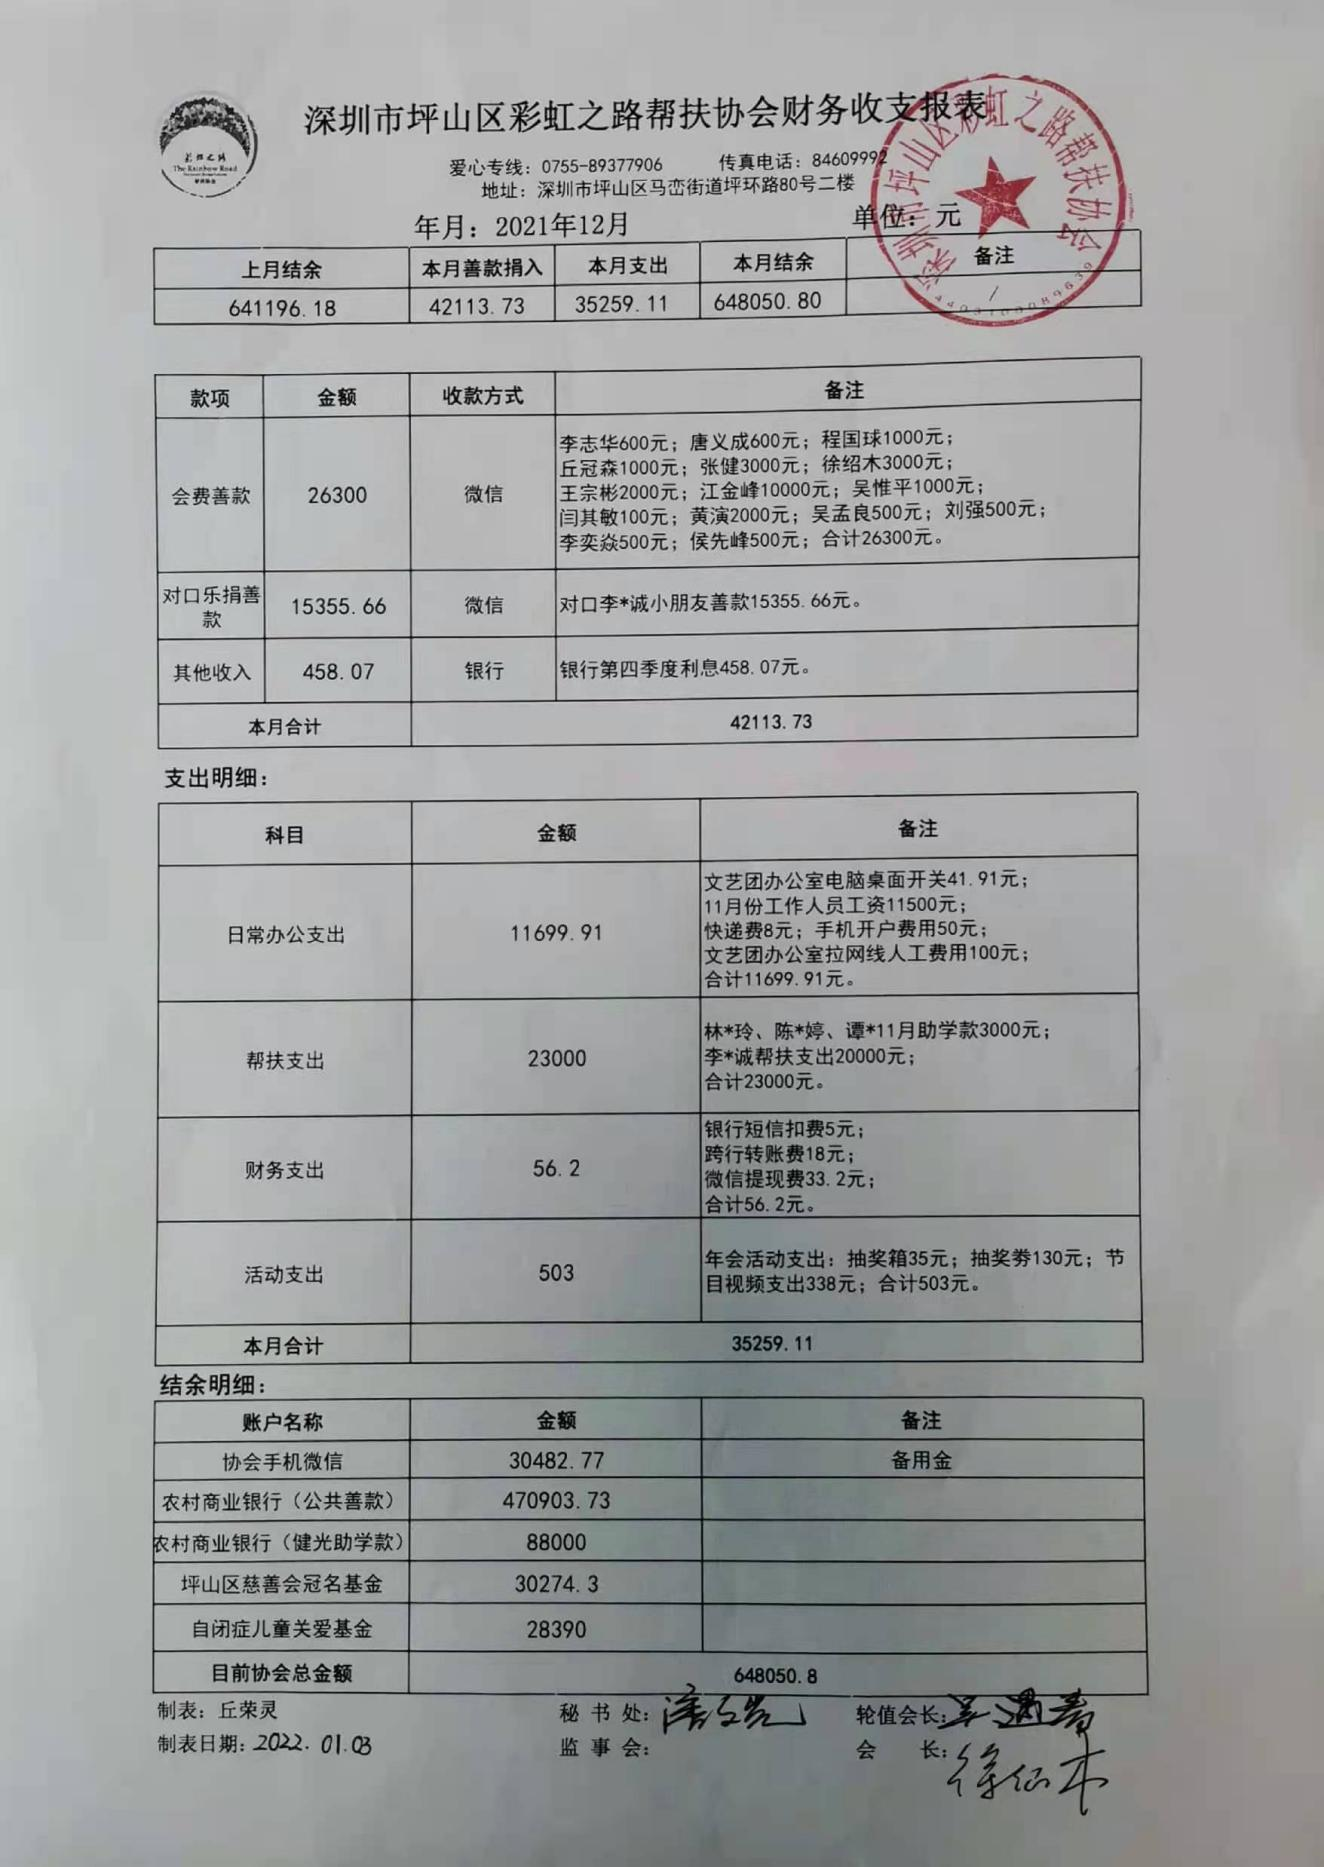 深圳市坪山区彩虹之路帮扶协会财务收支报表
彩虹之路
The Rainbow Road
爱心专线：0755-89377906 传真电话：84609992
地址：深圳市坪山区马峦街道坪环路80号二楼
年月：2021年12月 单位：元
深圳市坪山区彩虹之路帮扶协会
上月结余 本月善款捐入 本月支出 本月结余 备注
641196.18 42113.73 35259.11 648050.80 /
款项 金额 收款方式 备注
会费善款 26300 微信
李志华600元；唐义成600元；程国球1000元；
丘冠森1000元；张健3000元；徐绍木3000元；
王宗彬2000元；江金峰10000元；吴惟平1000元；
闫其敏100元；黄演2000元；吴孟良500元；刘强500元；
李奕焱500元；侯先峰500元；合计26300元。
对口乐捐善
款
15355.66 微信 对口李*诚小朋友善款15355.66元。
其他收入 458.07 银行 银行第四季度利息458.07元。
本月合计 42113.73
支出明细：
科目 金额 备注
日常办公支出 11699.91
文艺团办公室电脑桌面开关41.91元；
11月份工作人员工资11500元；
快递费8元；手机开户费用50元；
文艺团办公室拉网线人工费用100元；
合计11699.91元。
帮扶支出 23000
林*玲、陈*婷、谭*11月助学款3000元；
李*诚帮扶支出20000元；
合计23000元。
财务支出 56.2
银行短信扣费5元；
跨行转账费18元；
微信提现费33.2元；
合计56.2元。
活动支出 503
年会活动支出：抽奖箱35元；抽奖劵130元；节
目视频支出338元；合计503元。
本月合计 35259.11
结余明细：
账户名称 金额 备注
协会手机微信 30482.77 备用金
农村商业银行（公共善款） 470903.73
农村商业银行（健光助学款） 88000
坪山区慈善会冠名基金 30274.3
自闭症儿童关爱基金 28390
目前协会总金额 648050.8
制表：丘荣灵 秘书处： 轮值会长：
制表日期：2022.01.03 监事会： 会长：